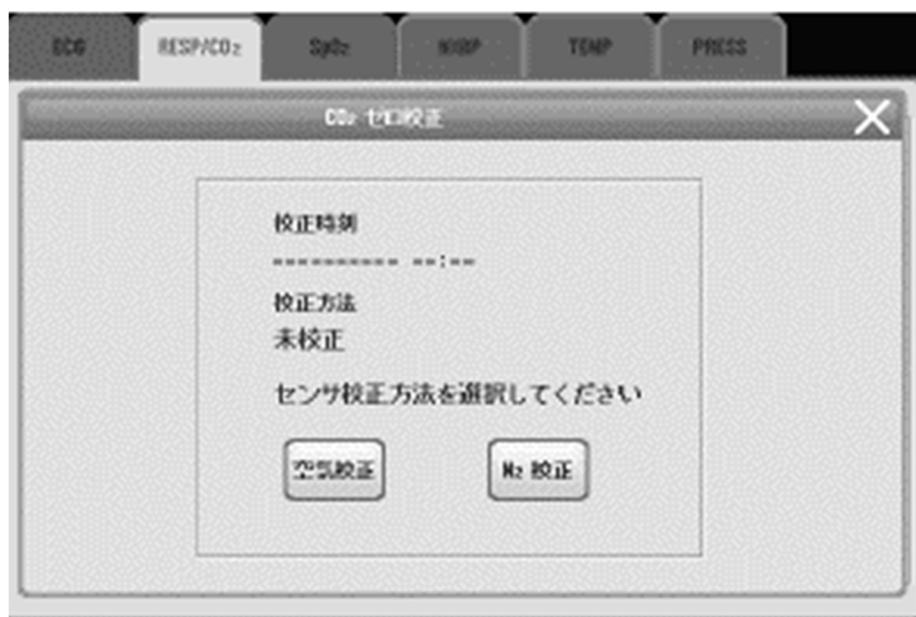 ECG RESP/CO₂ SpO₂ NIBP TEMP PRESS
CO₂ ゼロ校正
校正時刻
---------- --:--
校正方法
未校正
センサ校正方法を選択してください
空気校正 N₂ 校正